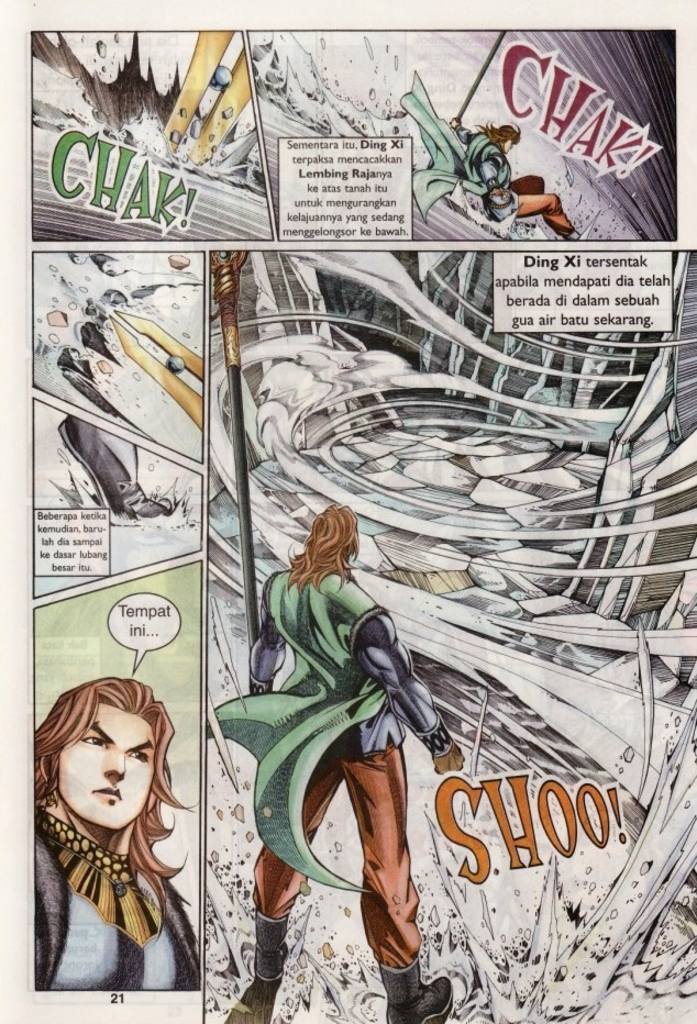 CHAK!
CHAK!
Sementara itu, Ding Xi
terpaksa mencacakkan
Lembing Rajanya
ke atas tanah itu
untuk mengurangkan
kelajuannya yang sedang
menggelongsor ke bawah.
Ding Xi tersentak
apabila mendapati dia telah
berada di dalam sebuah
gua air batu sekarang.
Beberapa ketika
kemudian, baru-
lah dia sampai
ke dasar lubang
besar itu.
Tempat
ini...
SHOO!
21